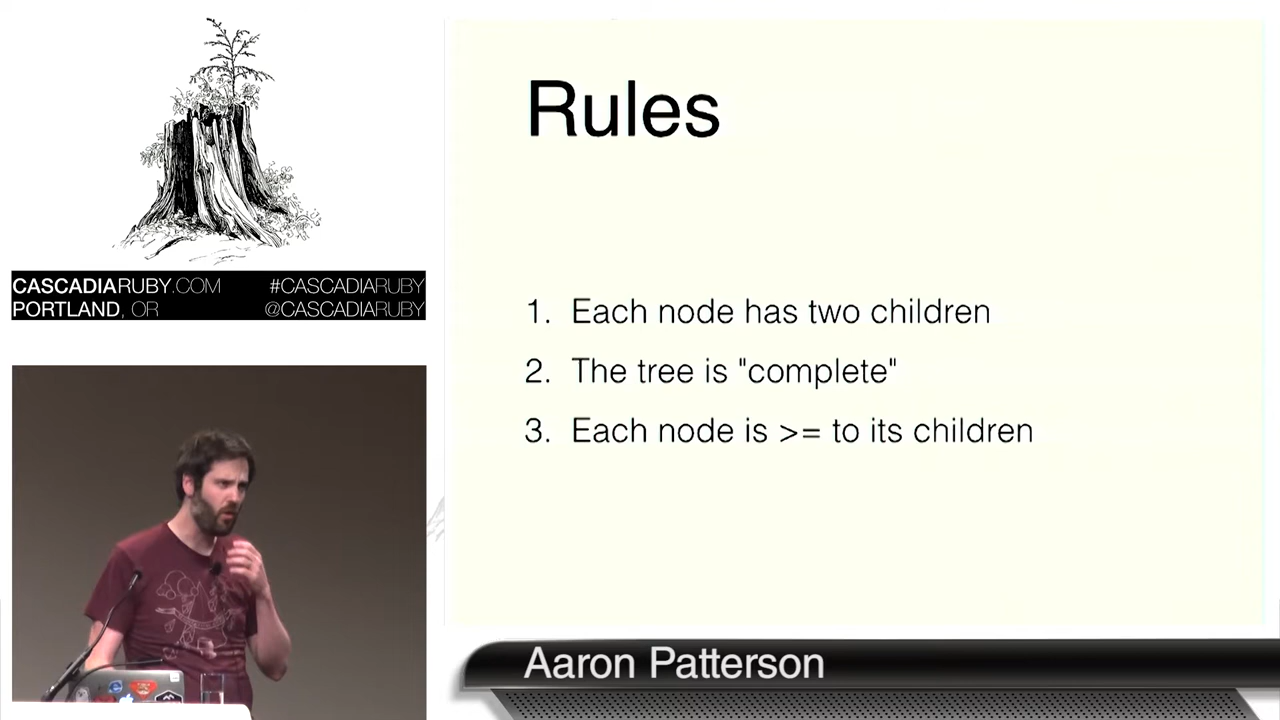 CASCADIARUBY.COM #CASCADIARUBY
PORTLAND, OR @CASCADIARUBY
Rules
1. Each node has two children
2. The tree is "complete"
3. Each node is >= to its children
Aaron Patterson